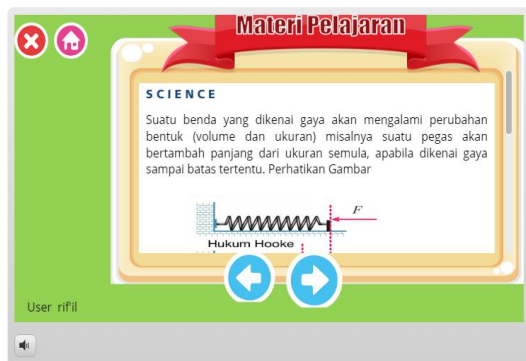 Materi Pelajaran
SCIENCE
Suatu benda yang dikenai gaya akan mengalami perubahan
bentuk (volume dan ukuran) misalnya suatu pegas akan
bertambah panjang dari ukuran semula, apabila dikenai gaya
sampai batas tertentu. Perhatikan Gambar
F
Hukum Hooke
User rif'il